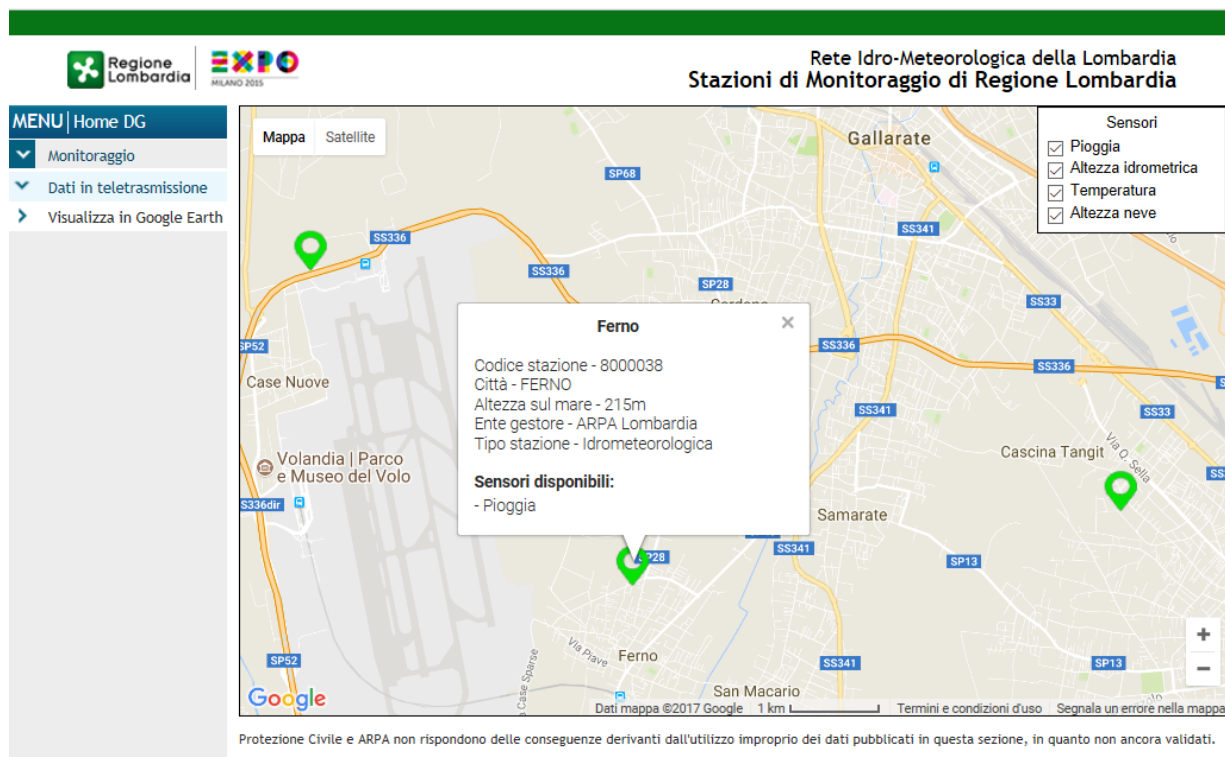 Regione
Lombardia
EXPO
MILANO 2015
Rete Idro-Meteorologica della Lombardia
Stazioni di Monitoraggio di Regione Lombardia
MENU | Home DG
Monitoraggio
Dati in teletrasmissione
Visualizza in Google Earth
Mappa Satellite
Gallarate
Sensori
Pioggia
Altezza idrometrica
Temperatura
Altezza neve
SP68
SS341
SS336
SS336
SP28
SS33
SP52
SS336
SS336
Case Nuove
SS341
SS33
Ferno
×
Codice stazione - 8000038
Città - FERNO
Altezza sul mare - 215m
Ente gestore - ARPA Lombardia
Tipo stazione - Idrometeorologica
Sensori disponibili:
- Pioggia
Volandia | Parco
e Museo del Volo
Cascina Tangit
Via Q. Sella
S336dir
Samarate
SS341
SP13
Via Piave
Ferno
SP52
Case Sparse
SS341
SP13
San Macario
+
−
Google
Dati mappa ©2017 Google 1 km Termini e condizioni d'uso Segnala un errore nella mappa
Protezione Civile e ARPA non rispondono delle conseguenze derivanti dall'utilizzo improprio dei dati pubblicati in questa sezione, in quanto non ancora validati.